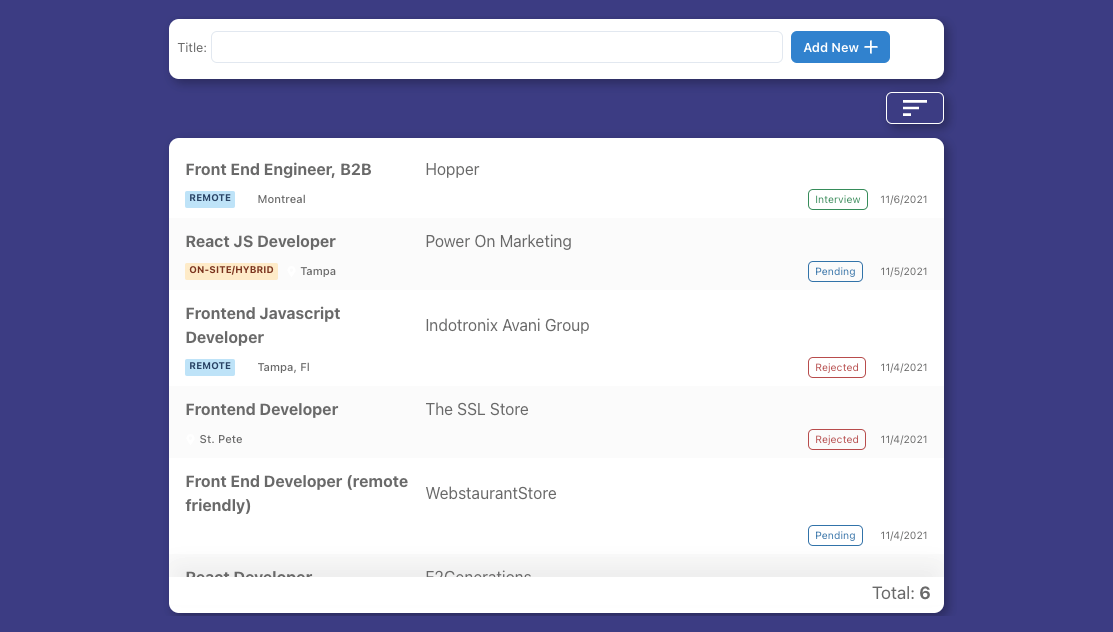 Title:
Add New
Front End Engineer, B2B
Hopper
REMOTE
Montreal
Interview
11/6/2021
React JS Developer
Power On Marketing
ON-SITE/HYBRID
Tampa
Pending
11/5/2021
Frontend Javascript
Developer
Indotronix Avani Group
REMOTE
Tampa, Fl
Rejected
11/4/2021
Frontend Developer
The SSL Store
St. Pete
Rejected
11/4/2021
Front End Developer (remote
friendly)
WebstaurantStore
Pending
11/4/2021
React Developer
Total: 6